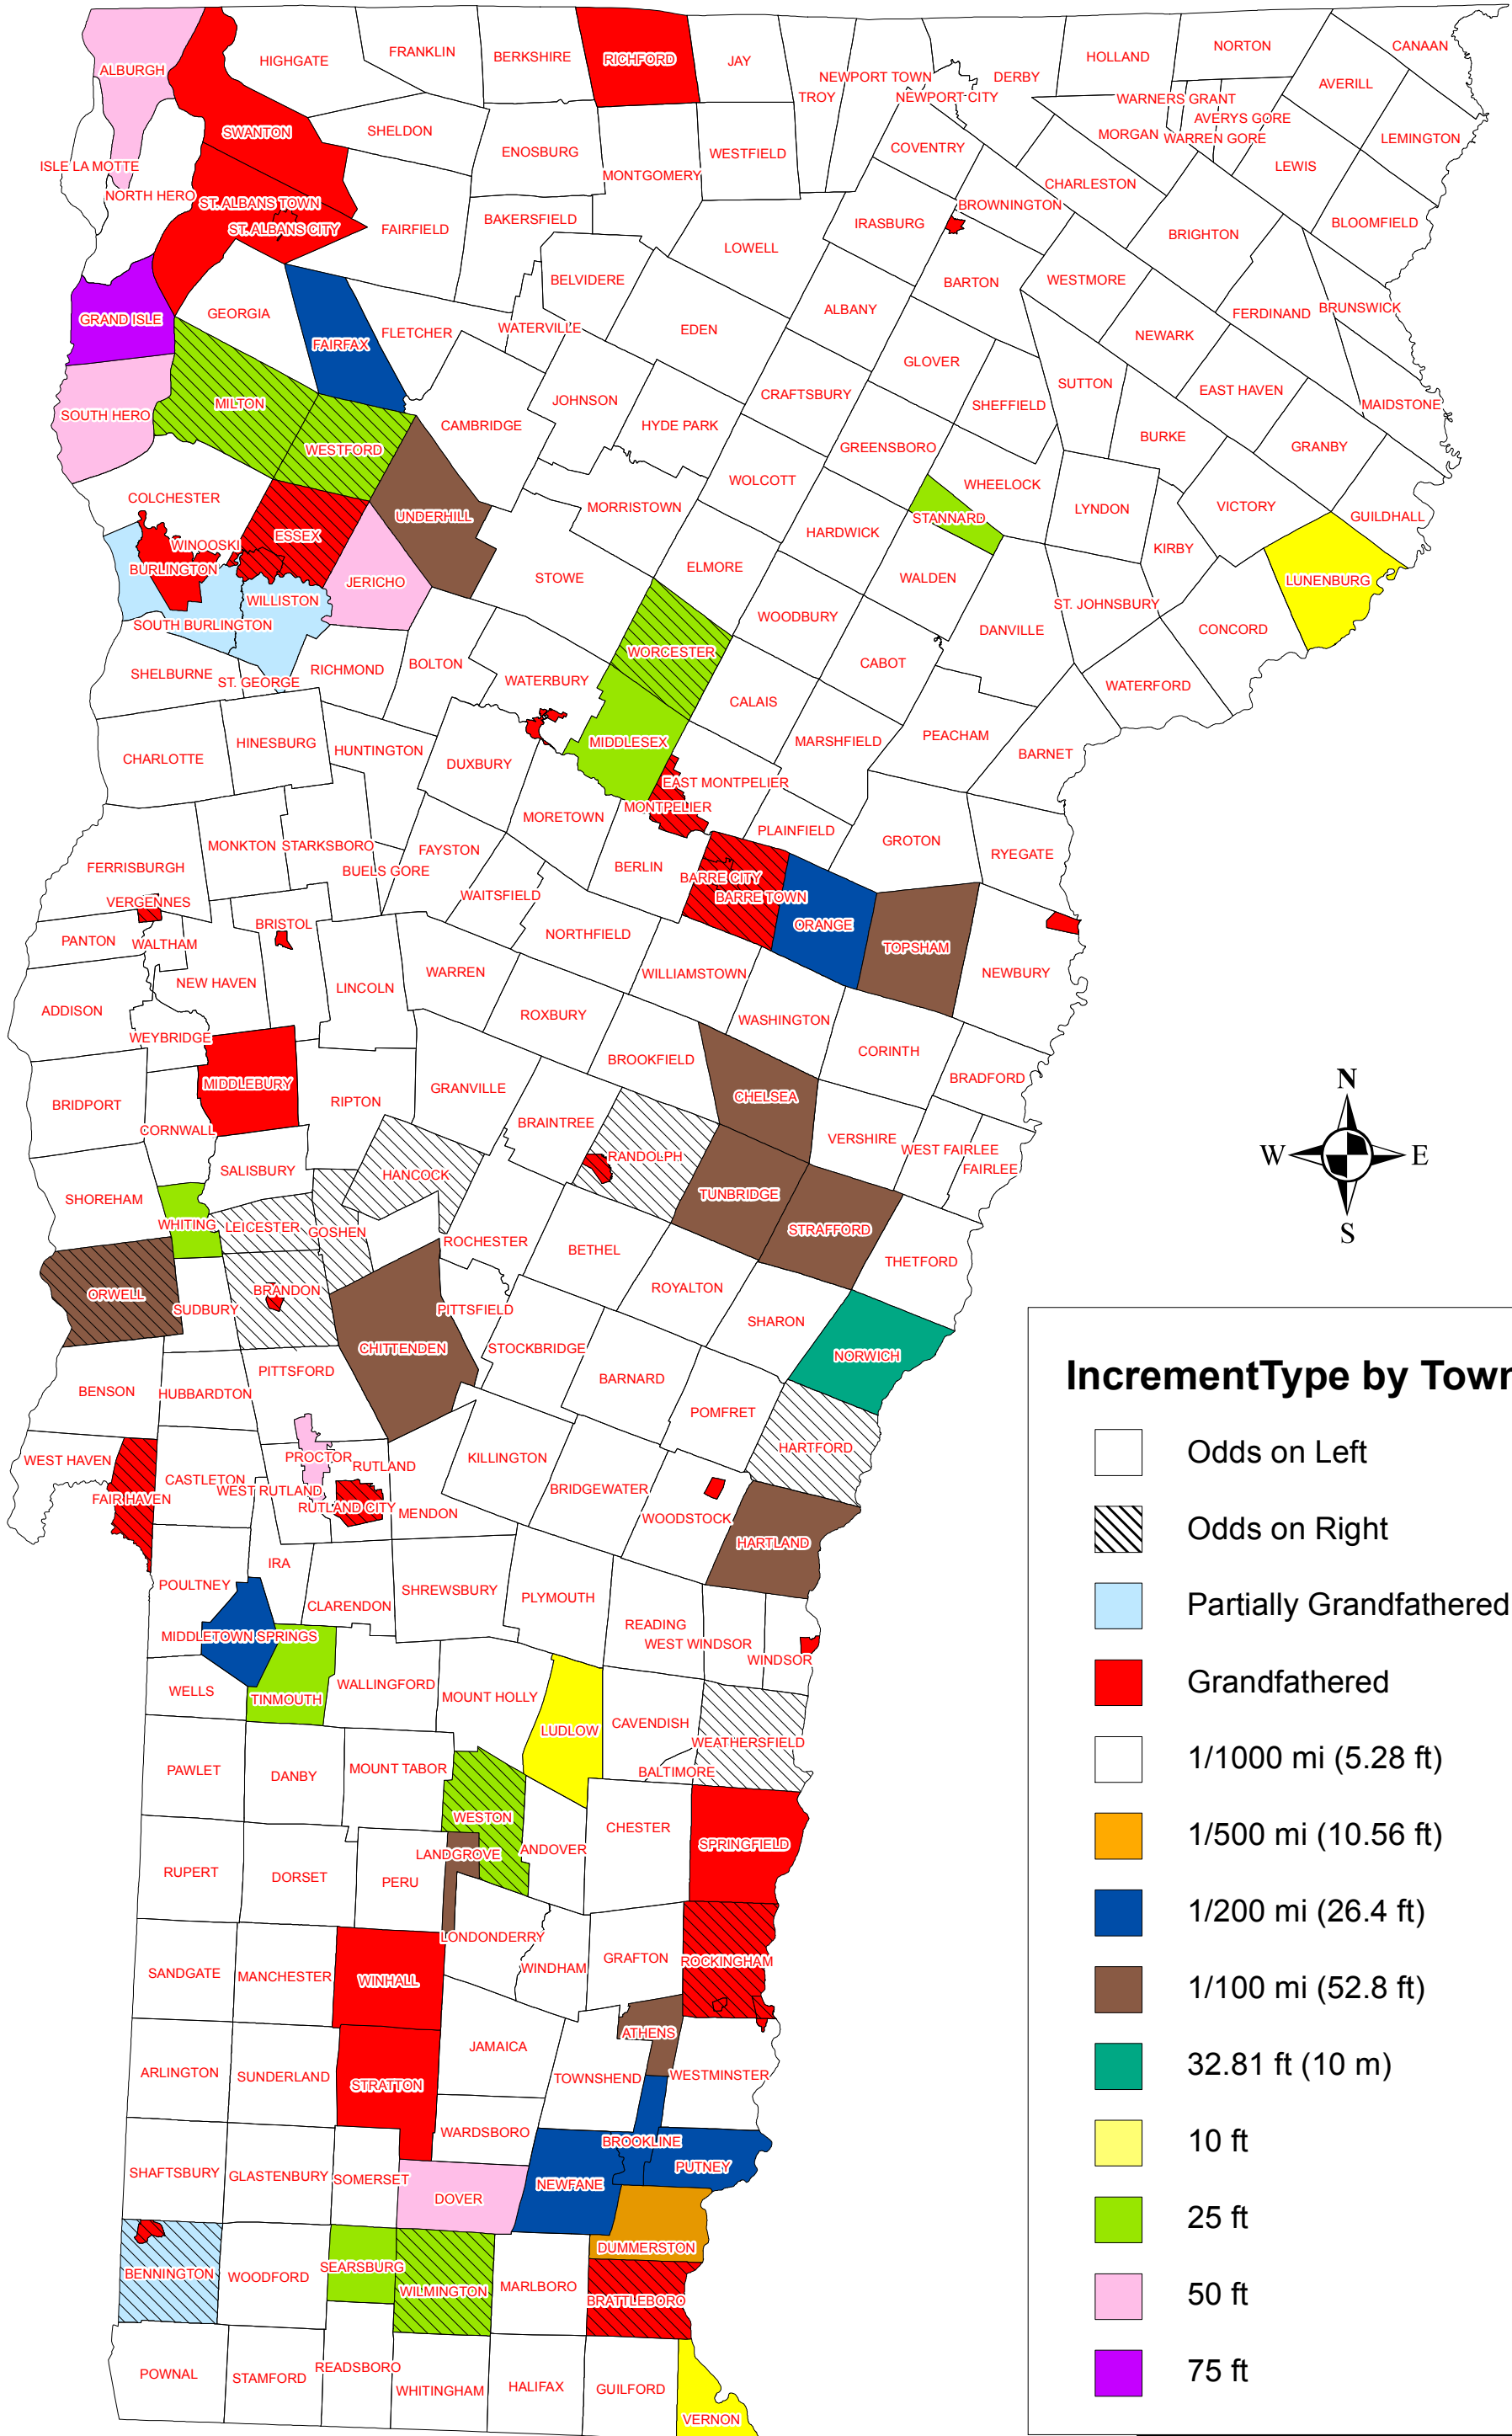 ALBURGH
HIGHGATE
FRANKLIN
BERKSHIRE
RICHFORD
JAY
TROY
NEWPORT TOWN
NEWPORT CITY
DERBY
HOLLAND
NORTON
CANAAN
AVERILL
WARNERS GRANT
AVERYS GORE
WARREN GORE
MORGAN
LEMINGTON
LEWIS
SWANTON
SHELDON
ENOSBURG
MONTGOMERY
WESTFIELD
COVENTRY
ISLE LA MOTTE
NORTH HERO
ST. ALBANS TOWN
ST. ALBANS CITY
FAIRFIELD
BAKERSFIELD
LOWELL
IRASBURG
BROWNINGTON
CHARLESTON
BRIGHTON
BLOOMFIELD
GRAND ISLE
GEORGIA
FAIRFAX
FLETCHER
WATERVILLE
BELVIDERE
EDEN
ALBANY
BARTON
WESTMORE
NEWARK
FERDINAND
BRUNSWICK
SOUTH HERO
MILTON
WESTFORD
CAMBRIDGE
JOHNSON
HYDE PARK
CRAFTSBURY
GLOVER
SHEFFIELD
SUTTON
EAST HAVEN
MAIDSTONE
BURKE
GRANBY
GREENSBORO
WHEELOCK
COLCHESTER
UNDERHILL
MORRISTOWN
WOLCOTT
HARDWICK
STANNARD
LYNDON
VICTORY
GUILDHALL
KIRBY
WINOOSKI
ESSEX
BURLINGTON
WILLISTON
JERICHO
STOWE
ELMORE
WALDEN
LUNENBURG
SOUTH BURLINGTON
WOODBURY
ST. JOHNSBURY
DANVILLE
CONCORD
SHELBURNE
ST. GEORGE
RICHMOND
BOLTON
WATERBURY
WORCESTER
CALAIS
CABOT
WATERFORD
CHARLOTTE
HINESBURG
HUNTINGTON
DUXBURY
MIDDLESEX
MARSHFIELD
PEACHAM
BARNET
EAST MONTPELIER
MONTPELIER
MORETOWN
PLAINFIELD
GROTON
RYEGATE
FERRISBURGH
MONKTON
STARKSBORO
BUELS GORE
FAYSTON
WAITSFIELD
BERLIN
BARRE CITY
BARRE TOWN
ORANGE
TOPSHAM
NEWBURY
VERGENNES
PANTON
WALTHAM
BRISTOL
NEW HAVEN
LINCOLN
WARREN
NORTHFIELD
WILLIAMSTOWN
ADDISON
WEYBRIDGE
ROXBURY
WASHINGTON
CORINTH
BRADFORD
BRIDPORT
MIDDLEBURY
CORNWALL
RIPTON
GRANVILLE
BROOKFIELD
CHELSEA
BRAINTREE
VERSHIRE
WEST FAIRLEE
FAIRLEE
SHOREHAM
SALISBURY
HANCOCK
RANDOLPH
TUNBRIDGE
STRAFFORD
THETFORD
WHITING
LEICESTER
GOSHEN
ROCHESTER
BETHEL
ROYALTON
ORWELL
SUDBURY
BRANDON
CHITTENDEN
PITTSFIELD
STOCKBRIDGE
SHARON
NORWICH
BENSON
HUBBARDTON
PITTSFORD
BARNARD
POMFRET
HARTFORD
WEST HAVEN
FAIR HAVEN
CASTLETON
WEST RUTLAND
PROCTOR
RUTLAND
RUTLAND CITY
MENDON
KILLINGTON
BRIDGEWATER
WOODSTOCK
HARTLAND
POULTNEY
IRA
CLARENDON
SHREWSBURY
PLYMOUTH
READING
WEST WINDSOR
WINDSOR
MIDDLETOWN SPRINGS
WELLS
TINMOUTH
WALLINGFORD
MOUNT HOLLY
LUDLOW
CAVENDISH
WEATHERSFIELD
BALTIMORE
PAWLET
DANBY
MOUNT TABOR
WESTON
ANDOVER
CHESTER
SPRINGFIELD
LANDGROVE
RUPERT
DORSET
PERU
LONDONDERRY
WINDHAM
GRAFTON
ROCKINGHAM
SANDGATE
MANCHESTER
WINHALL
ATHENS
ARLINGTON
SUNDERLAND
STRATTON
JAMAICA
TOWNSHEND
WESTMINSTER
WARDSBORO
BROOKLINE
PUTNEY
NEWFANE
SHAFTSBURY
GLASTENBURY
SOMERSET
DOVER
DUMMERSTON
BENNINGTON
WOODFORD
SEARSBURG
WILMINGTON
MARLBORO
BRATTLEBORO
POWNAL
STAMFORD
READSBORO
WHITINGHAM
HALIFAX
GUILFORD
VERNON
N
W
E
S
IncrementType by Town
Odds on Left
Odds on Right
Partially Grandfathered
Grandfathered
1/1000 mi (5.28 ft)
1/500 mi (10.56 ft)
1/200 mi (26.4 ft)
1/100 mi (52.8 ft)
32.81 ft (10 m)
10 ft
25 ft
50 ft
75 ft